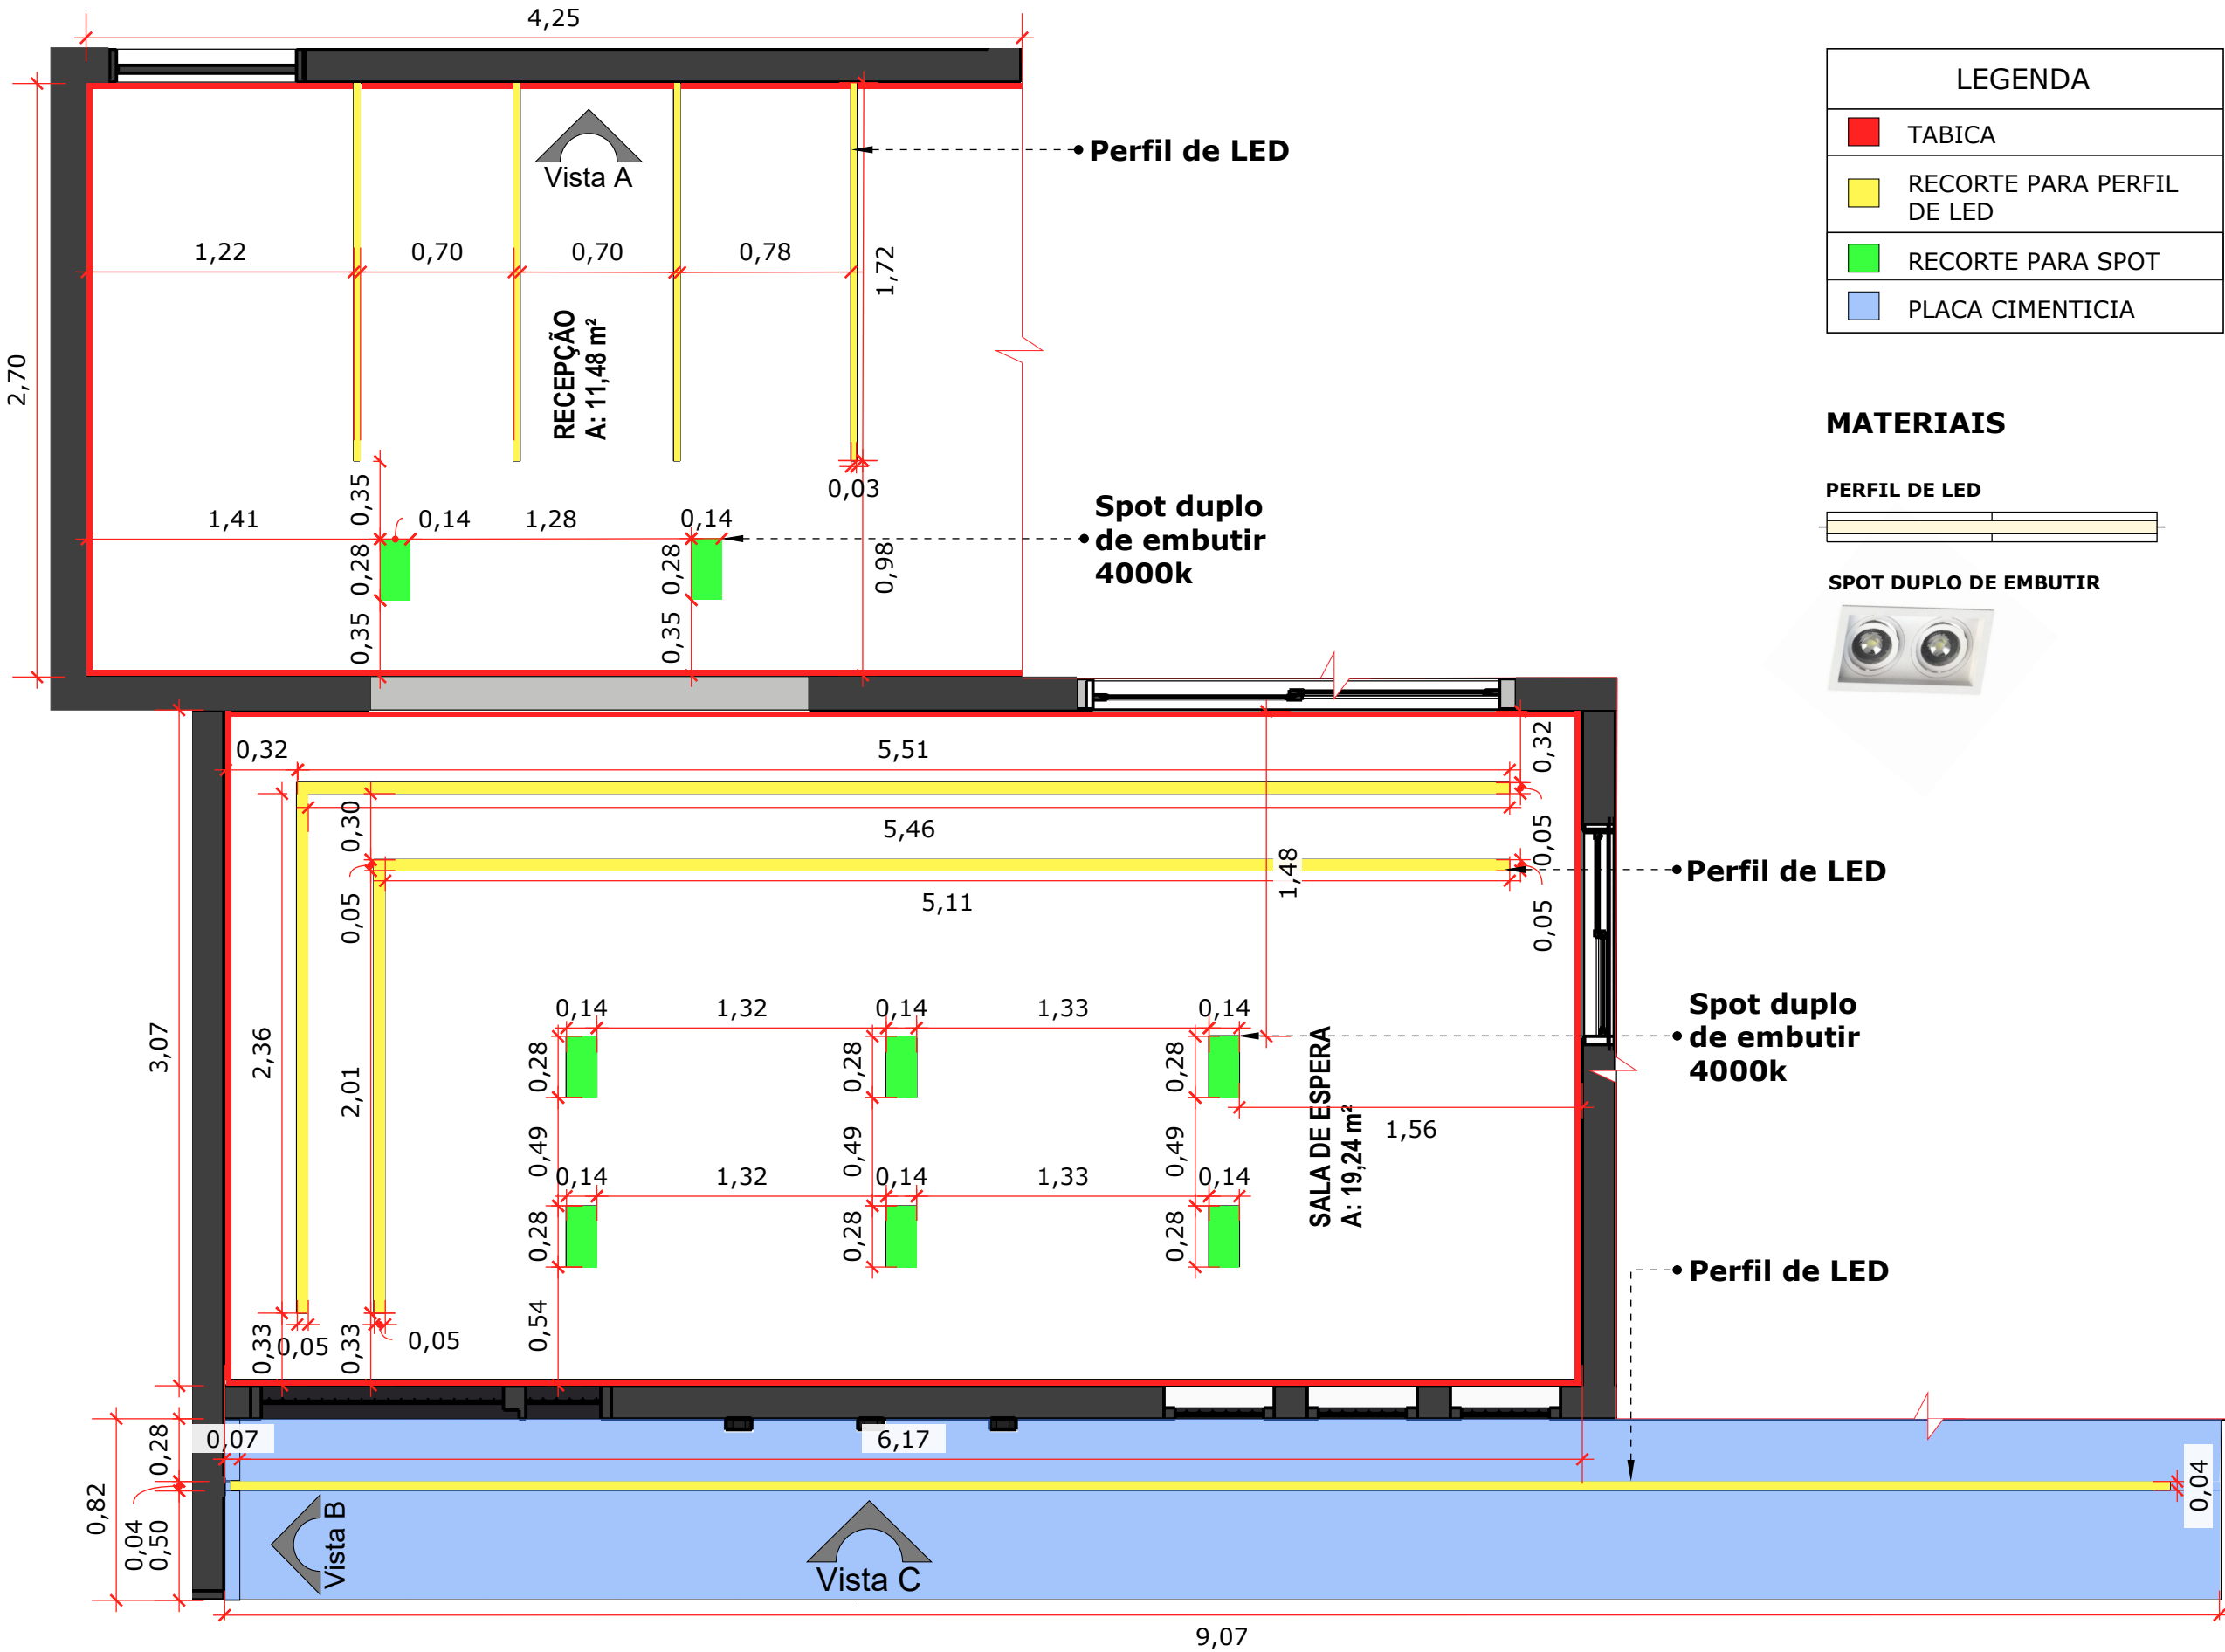 4,25
LEGENDA
TABICA
RECORTE PARA PERFIL
DE LED
RECORTE PARA SPOT
PLACA CIMENTICIA
MATERIAIS
PERFIL DE LED
SPOT DUPLO DE EMBUTIR
Perfil de LED
Vista A
1,22
0,70
0,70
0,78
1,72
2,70
RECEPÇÃO
A: 11,48 m²
0,03
0,35
1,41
0,14
1,28
0,14
Spot duplo
de embutir
4000k
0,28
0,28
0,98
0,35
0,35
0,32
5,51
0,32
0,30
5,46
0,05
1,48
Perfil de LED
0,05
5,11
0,05
3,07
2,36
2,01
0,14
1,32
0,14
1,33
0,14
Spot duplo
de embutir
4000k
0,28
0,28
0,28
SALA DE ESPERA
A: 19,24 m²
1,56
0,49
0,49
0,49
0,14
1,32
0,14
1,33
0,14
0,28
0,28
0,28
Perfil de LED
0,54
0,33
0,05
0,33
0,05
0,07
6,17
0,28
0,82
0,04
0,50
0,04
Vista B
Vista C
9,07